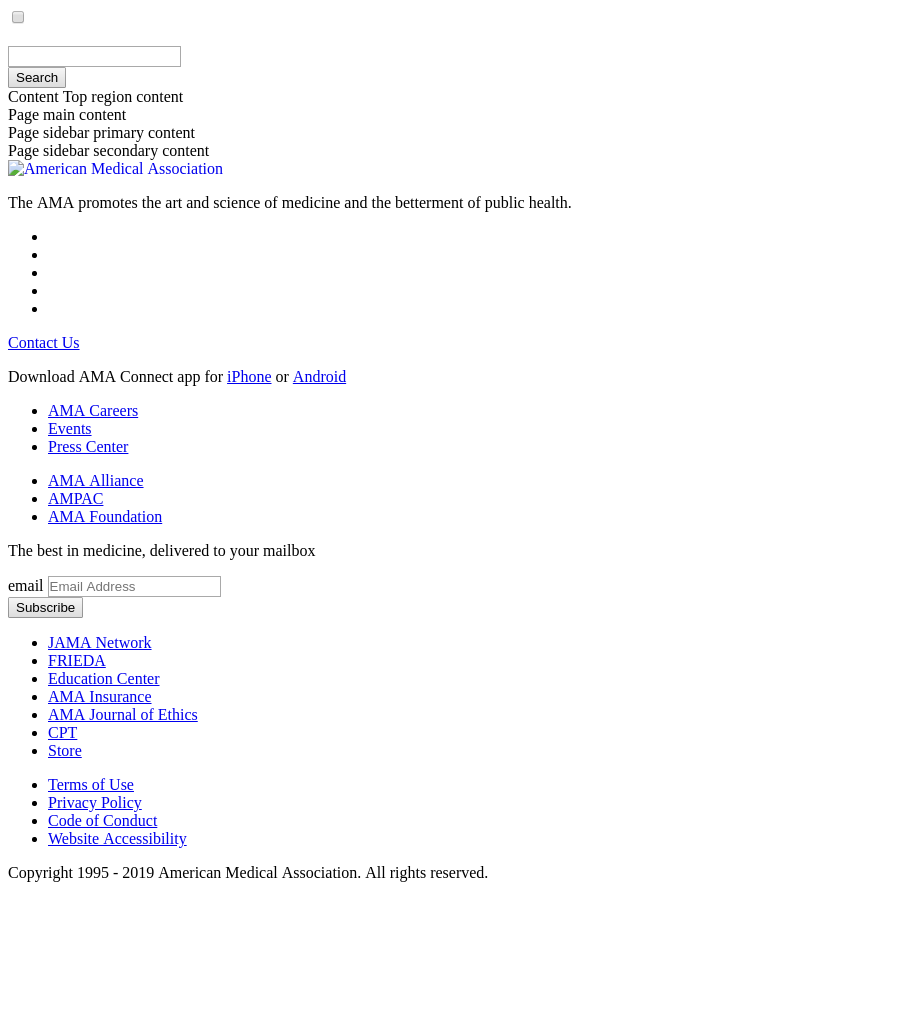 Search
Content Top region content
Page main content
Page sidebar primary content
Page sidebar secondary content
American Medical Association
The AMA promotes the art and science of medicine and the betterment of public health.
Contact Us
Download AMA Connect app for iPhone or Android
AMA Careers
Events
Press Center
AMA Alliance
AMPAC
AMA Foundation
The best in medicine, delivered to your mailbox
email Email Address
Subscribe
JAMA Network
FRIEDA
Education Center
AMA Insurance
AMA Journal of Ethics
CPT
Store
Terms of Use
Privacy Policy
Code of Conduct
Website Accessibility
Copyright 1995 - 2019 American Medical Association. All rights reserved.